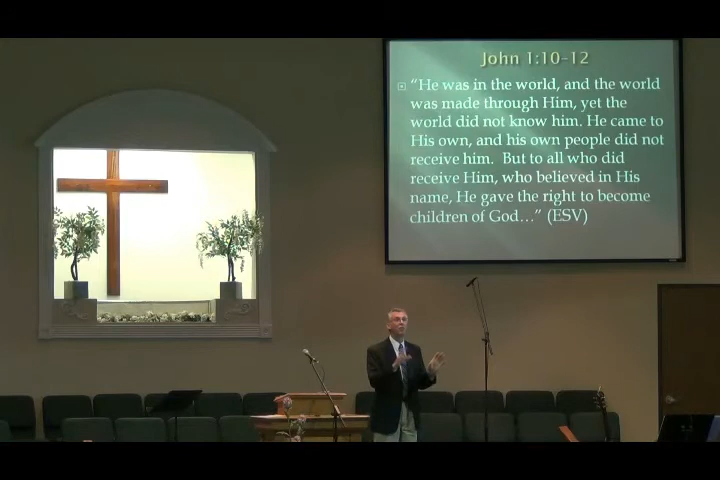 John 1:10-12
“He was in the world, and the world
was made through Him, yet the
world did not know him. He came to
His own, and his own people did not
receive him.  But to all who did
receive Him, who believed in His
name, He gave the right to become
children of God…” (ESV)